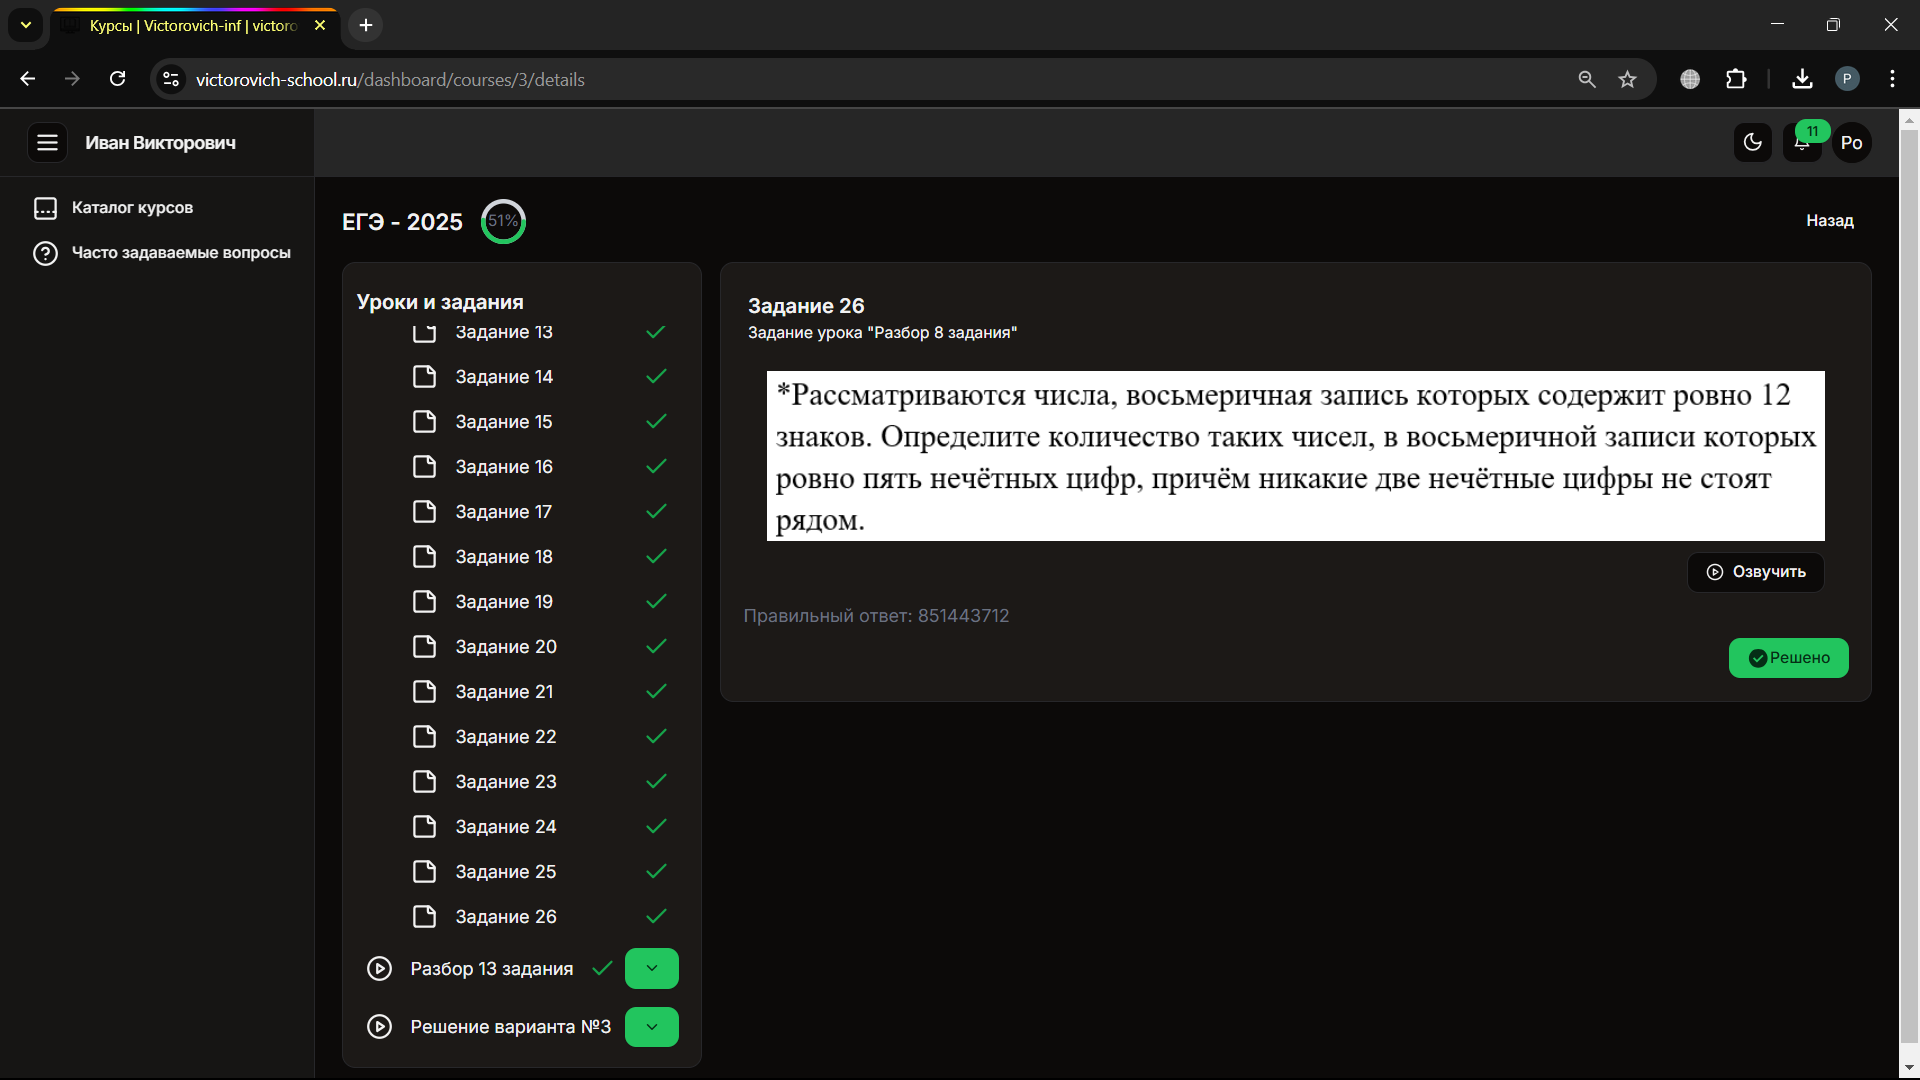 Курсы | Victorovich-inf | victoro
victorovich-school.ru/dashboard/courses/3/details
P
Иван Викторович
11
Po
Каталог курсов
Часто задаваемые вопросы
ЕГЭ - 2025
51%
Назад
Уроки и задания
Задание 13
Задание 14
Задание 15
Задание 16
Задание 17
Задание 18
Задание 19
Задание 20
Задание 21
Задание 22
Задание 23
Задание 24
Задание 25
Задание 26
Разбор 13 задания
Решение варианта №3
Задание 26
Задание урока "Разбор 8 задания"
*Рассматриваются числа, восьмеричная запись которых содержит ровно 12
знаков. Определите количество таких чисел, в восьмеричной записи которых
ровно пять нечётных цифр, причём никакие две нечётные цифры не стоят
рядом.
Озвучить
Правильный ответ: 851443712
Решено